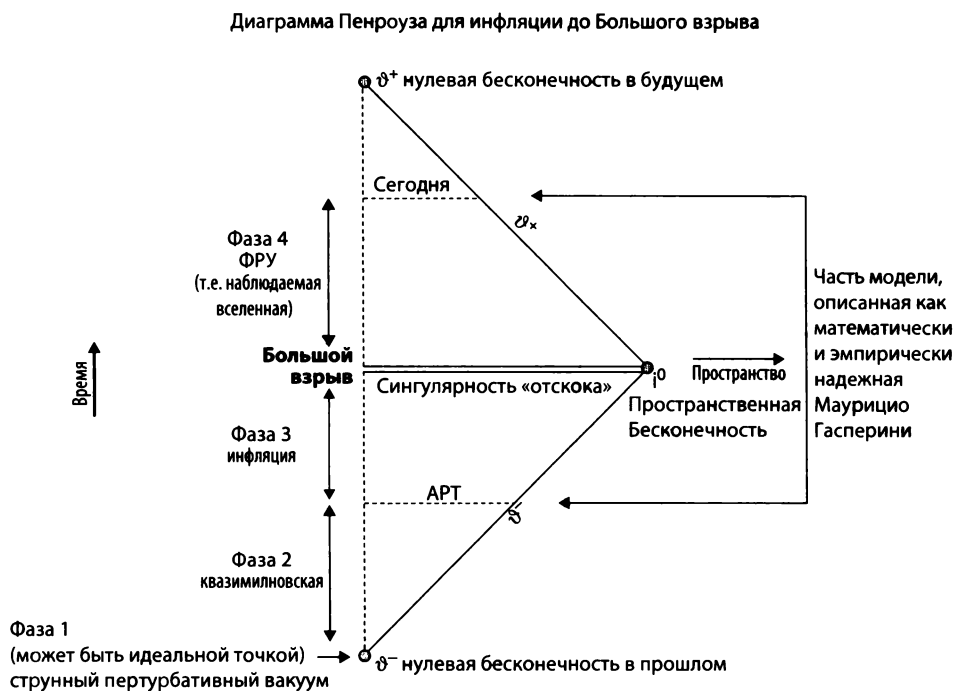 Диаграмма Пенроуза для инфляции до Большого взрыва
𝜗⁺ нулевая бесконечность в будущем
Сегодня
𝜗ₓ
Фаза 4
ФРУ
(т.е. наблюдаемая
вселенная)
Часть модели,
описанная как
математически
и эмпирически
надежная
Маурицио
Гасперини
Время
Большой
взрыв
Сингулярность «отскока»
i⁰
Пространство
Пространственная
Бесконечность
Фаза 3
инфляция
АРТ
𝜗⁻
Фаза 2
квазимилновская
Фаза 1
(может быть идеальной точкой)
струнный пертурбативный вакуум
𝜗⁻ нулевая бесконечность в прошлом